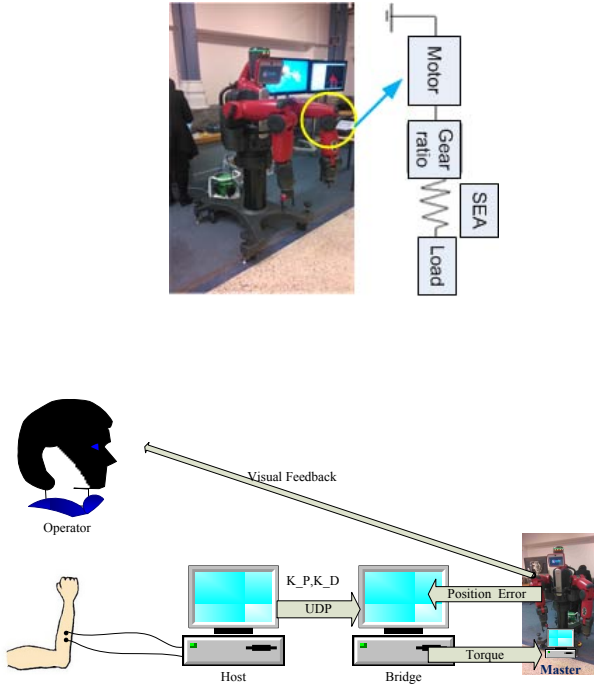 Motor
Gear
ratio
SEA
Load
Visual Feedback
Operator
K_P,K_D
UDP
Position Error
Torque
Host
Bridge
Master